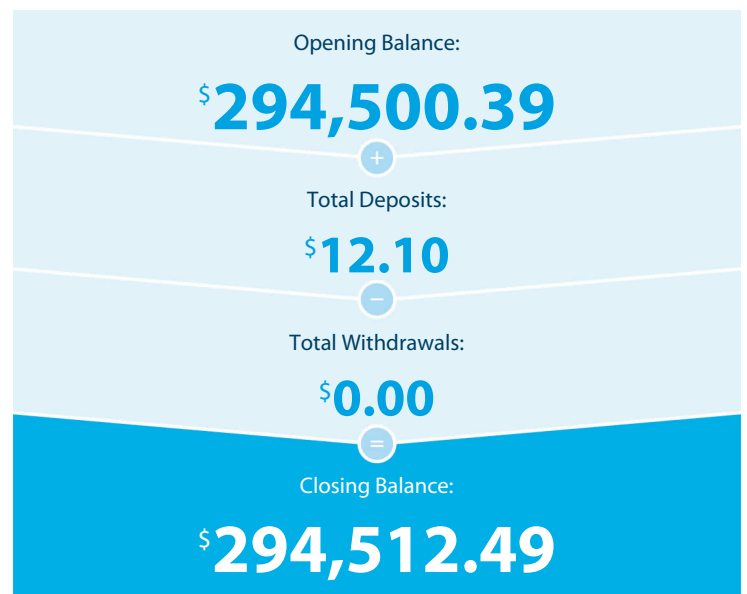 Opening Balance:
$294,500.39
+
Total Deposits:
$12.10
−
Total Withdrawals:
$0.00
=
Closing Balance:
$294,512.49